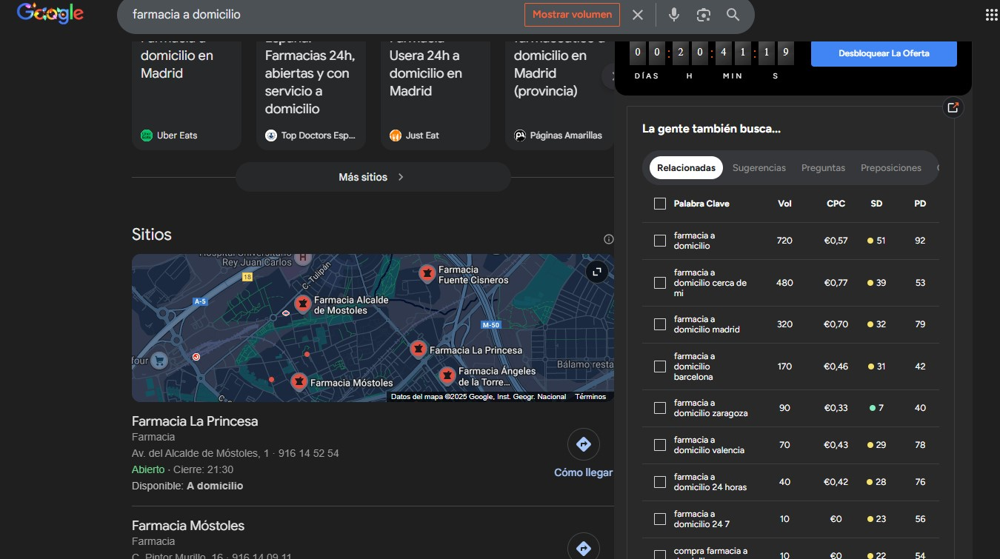 Google
farmacia a domicilio
Mostrar volumen
Farmacia a
domicilio en
Madrid
Uber Eats
España:
Farmacias 24h,
abiertas y con
servicio a
domicilio
Top Doctors Esp...
Farmacia
Usera 24h a
domicilio en
Madrid
Just Eat
farmacéuticos a
domicilio en
Madrid
(provincia)
Páginas Amarillas
Más sitios
Sitios
Hospital Universitario
Rey Juan Carlos
H
18
A-5
C. Tulipán
Farmacia
Fuente Cisneros
Farmacia Alcalde
de Mostoles
M-50
Farmacia La Princesa
four
Bálamo resta
Farmacia Ángeles
de la Torre...
Farmacia Móstoles
Datos del mapa ©2025 Google, Inst. Geogr. Nacional
Términos
Farmacia La Princesa
Farmacia
Av. del Alcalde de Móstoles, 1 · 916 14 52 54
Abierto · Cierre: 21:30
Disponible: A domicilio
Cómo llegar
Farmacia Móstoles
Farmacia
C. Pintor Murillo, 16 · 916 14 09 11
0 0 : 2 0 : 4 1 : 1 9
DÍAS H MIN S
Desbloquear La Oferta
La gente también busca...
Relacionadas Sugerencias Preguntas Preposiciones
Palabra Clave Vol CPC SD PD
farmacia a
domicilio 720 €0,57 51 92
farmacia a
domicilio cerca de
mi 480 €0,77 39 53
farmacia a
domicilio madrid 320 €0,70 32 79
farmacia a
domicilio
barcelona 170 €0,46 31 42
farmacia a
domicilio zaragoza 90 €0,33 7 40
farmacia a
domicilio valencia 70 €0,43 29 78
farmacia a
domicilio 24 horas 40 €0,42 28 76
farmacia a
domicilio 24 7 10 €0 23 56
compra farmacia a
10 €0 22 54